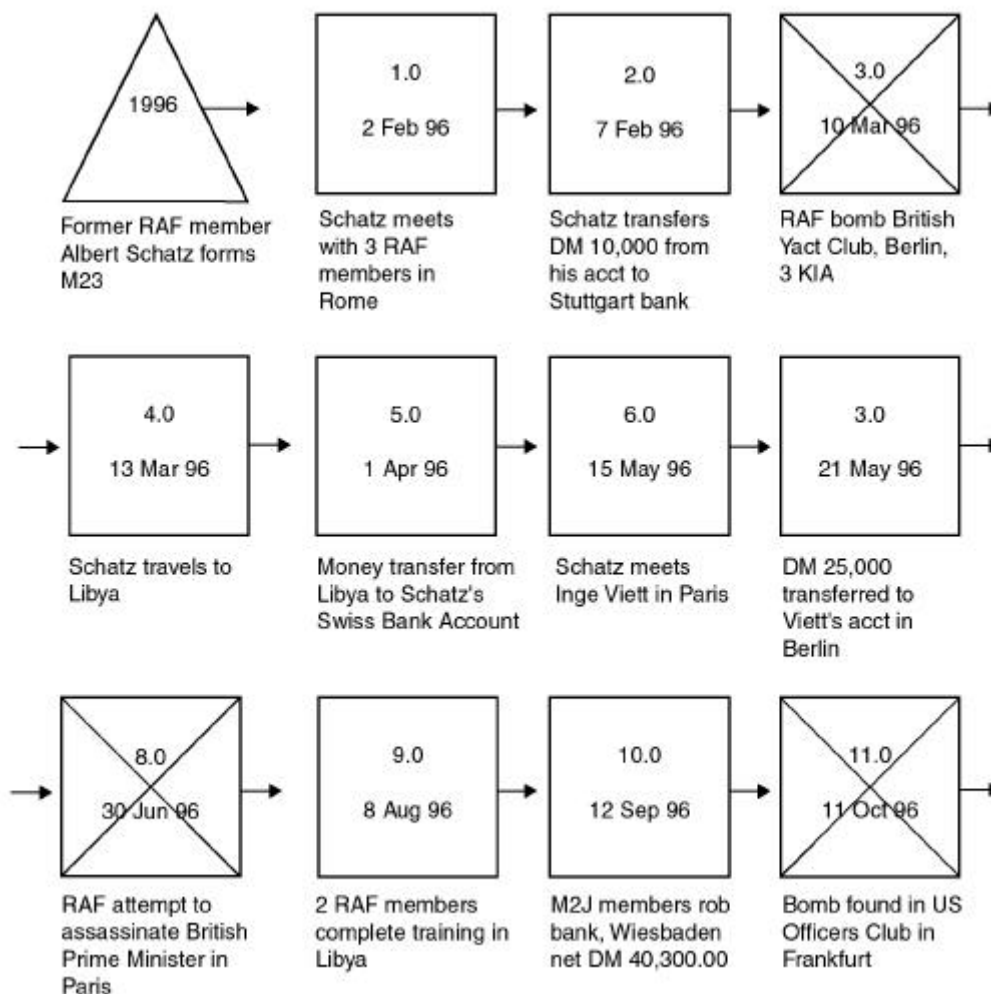 1996
Former RAF member
Albert Schatz forms
M23
1.0
2 Feb 96
Schatz meets
with 3 RAF
members in
Rome
2.0
7 Feb 96
Schatz transfers
DM 10,000 from
his acct to
Stuttgart bank
3.0
10 Mar 96
RAF bomb British
Yact Club, Berlin,
3 KIA
4.0
13 Mar 96
Schatz travels to
Libya
5.0
1 Apr 96
Money transfer from
Libya to Schatz's
Swiss Bank Account
6.0
15 May 96
Schatz meets
Inge Viett in Paris
3.0
21 May 96
DM 25,000
transferred to
Viett's acct in
Berlin
8.0
30 Jun 96
RAF attempt to
assassinate British
Prime Minister in
Paris
9.0
8 Aug 96
2 RAF members
complete training in
Libya
10.0
12 Sep 96
M2J members rob
bank, Wiesbaden
net DM 40,300.00
11.0
11 Oct 96
Bomb found in US
Officers Club in
Frankfurt